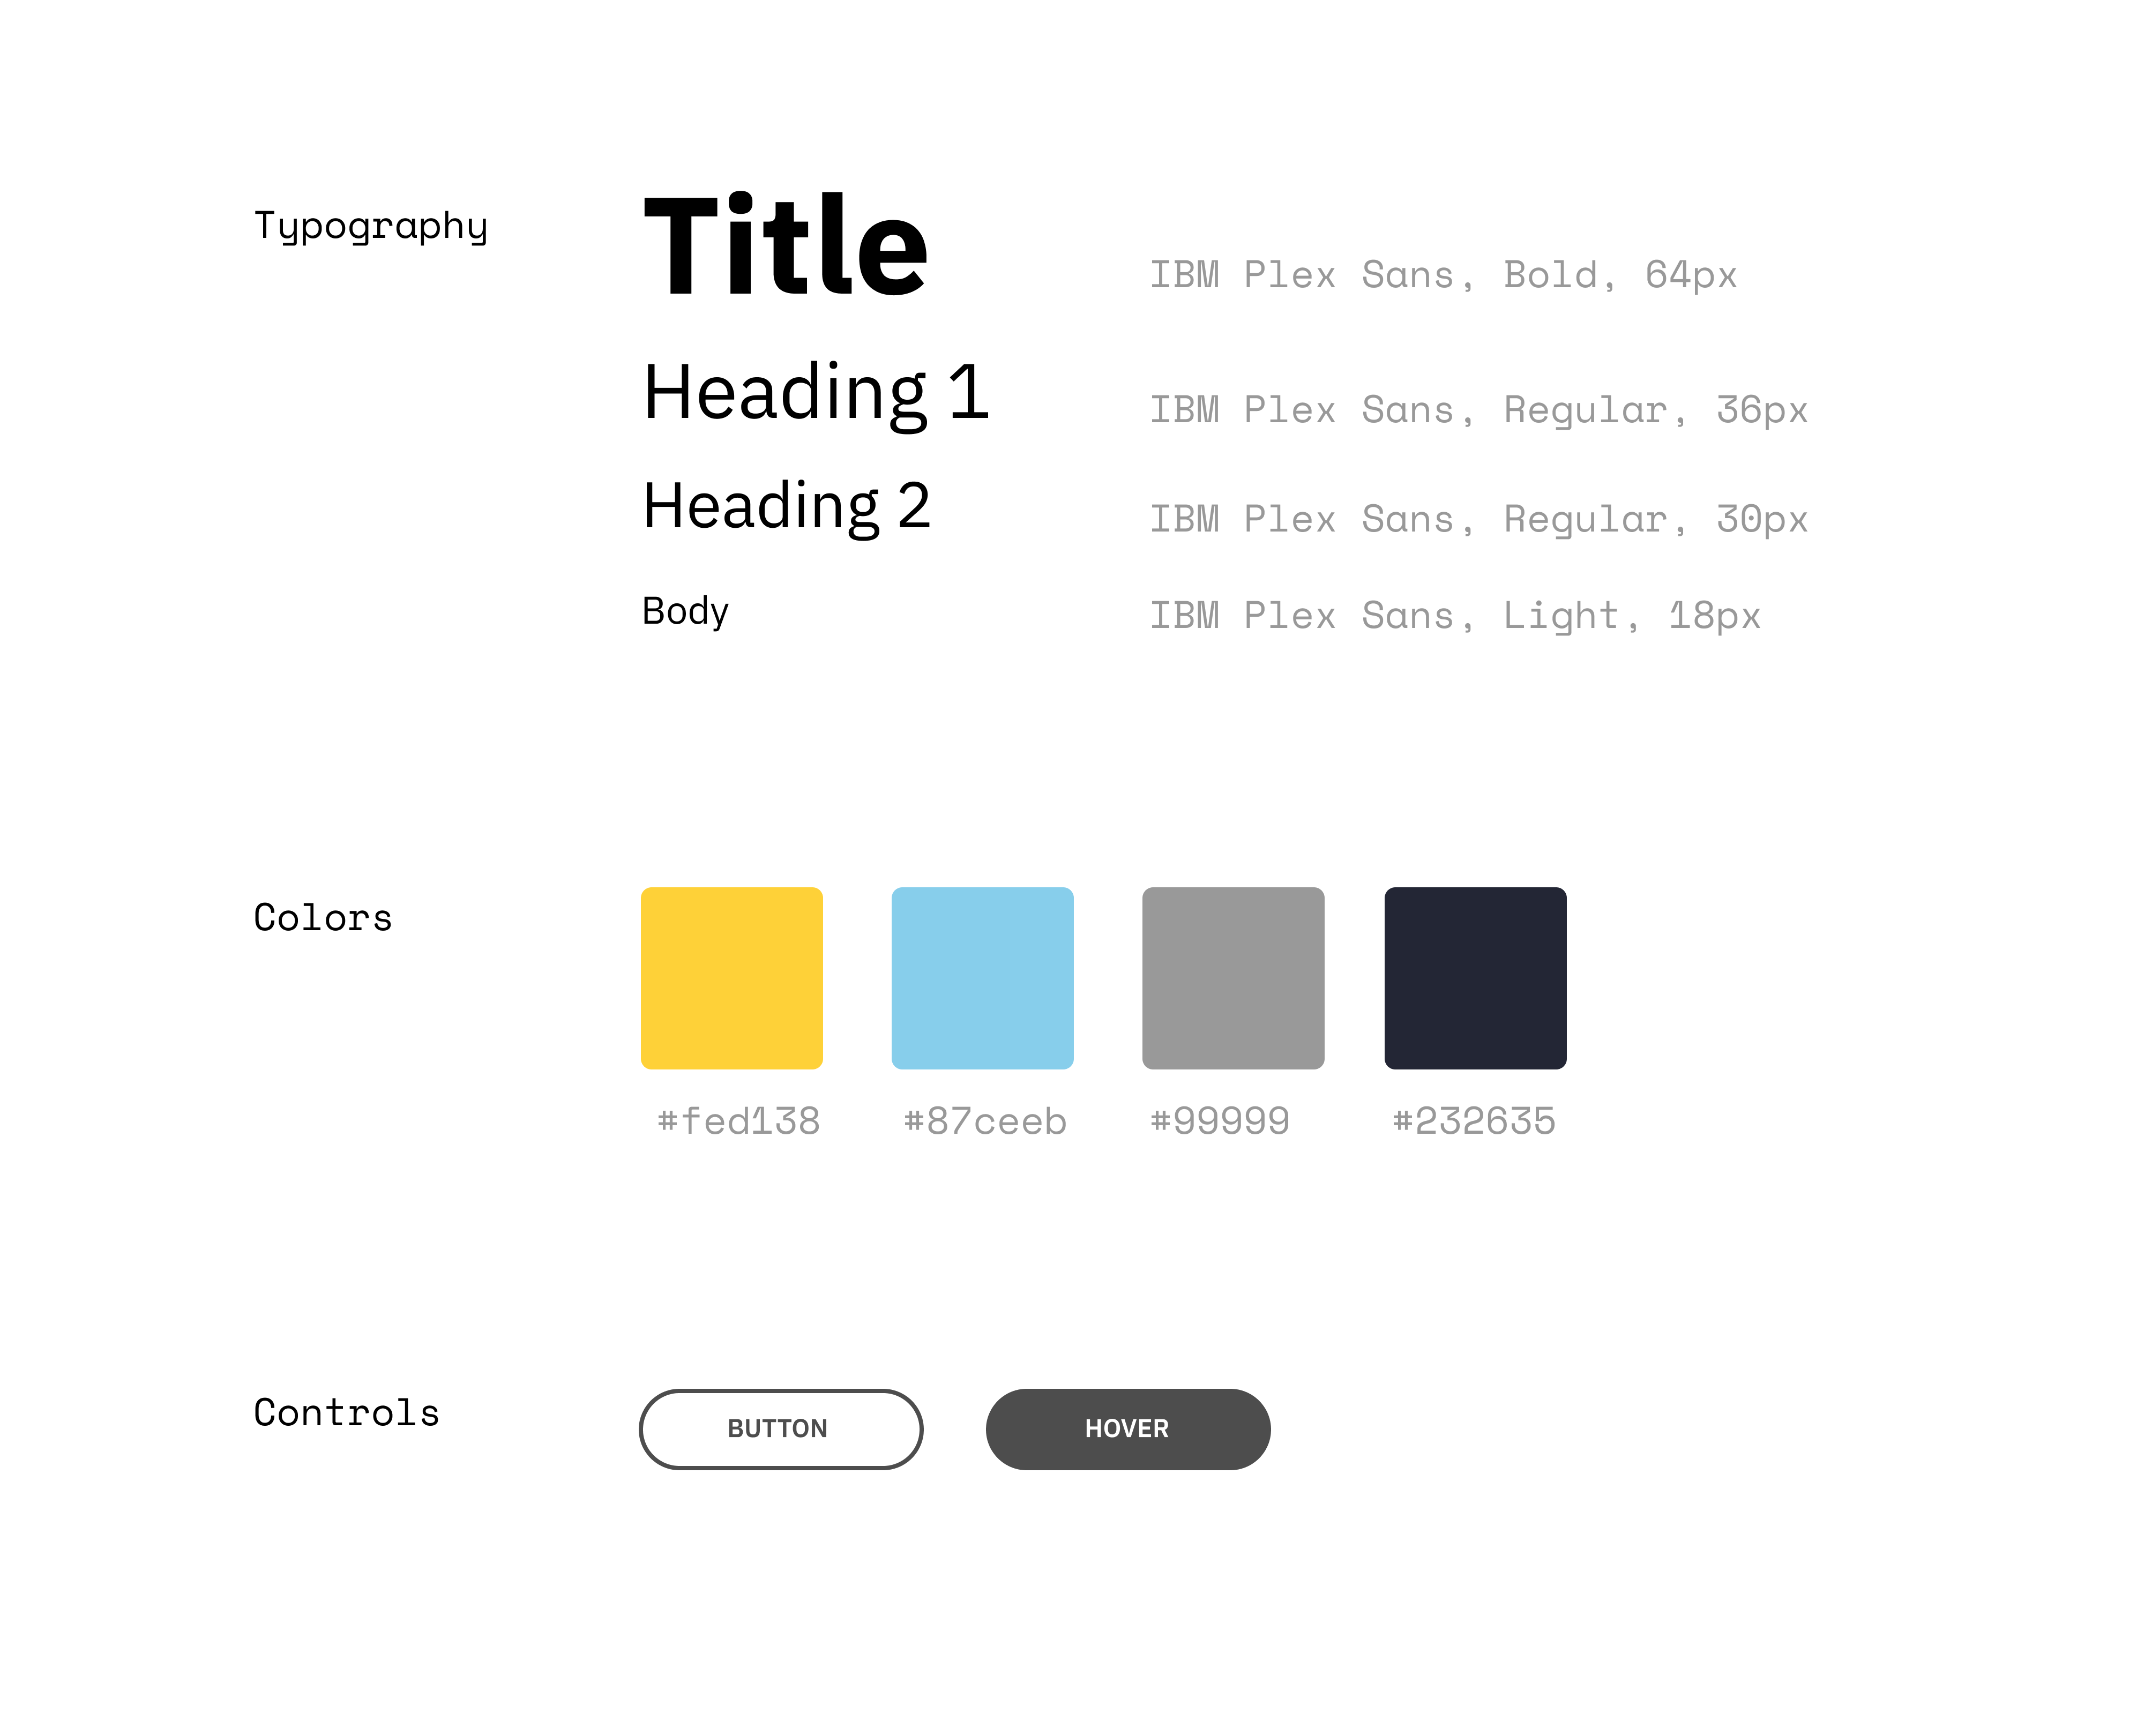 Typography
Title
IBM Plex Sans, Bold, 64px
Heading 1
IBM Plex Sans, Regular, 36px
Heading 2
IBM Plex Sans, Regular, 30px
Body
IBM Plex Sans, Light, 18px
Colors
#fed138
#87ceeb
#99999
#232635
Controls
BUTTON
HOVER